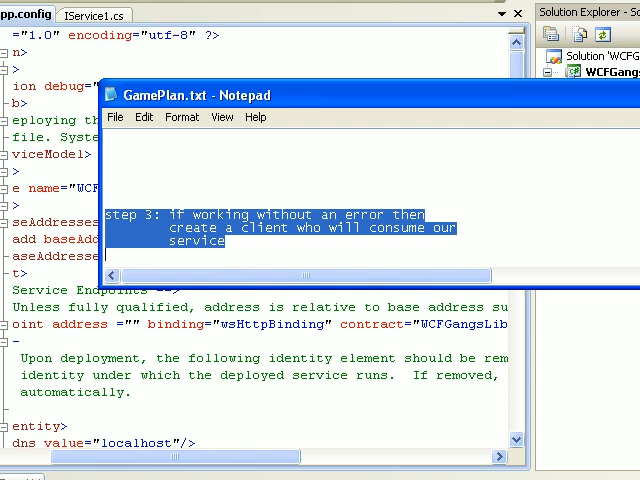 pp.config
IService1.cs
Solution Explorer - So
="1.0" encoding="utf-8" ?>
n>
>
ion debug="
b>
eploying th
file. Syste
viceModel>
>
e name="WC
>
seAddresses
add baseAd
aseAddresse
t>
Service Endpoints -->
Unless fully qualified, address is relative to base address su
oint address ="" binding="wsHttpBinding" contract="WCFGangsLib
-
Upon deployment, the following identity element should be rem
identity under which the deployed service runs.  If removed,
automatically.
entity>
dns value="localhost"/>
Solution 'WCF
WCFGangs
GamePlan.txt - Notepad
File Edit Format View Help
step 3: if working without an error then
create a client who will consume our
service